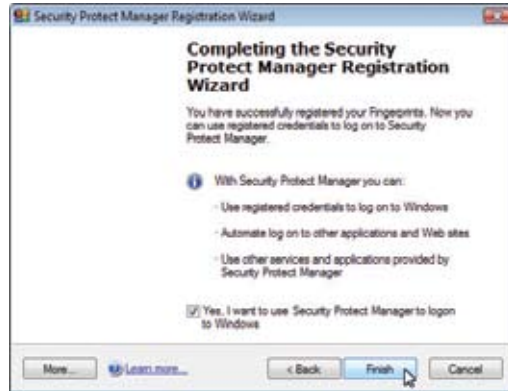 Security Protect Manager Registration Wizard
Completing the Security
Protect Manager Registration
Wizard
You have successfully registered your Fingerprints. Now you
can use registered credentials to log on to Security
Protect Manager.
With Security Protect Manager you can:
· Use registered credentials to log on to Windows
· Automate log on to other applications and Web sites
· Use other services and applications provided by
Security Protect Manager
Yes, I want to use Security Protect Manager to logon
to Windows
More... Learn more... < Back Finish Cancel